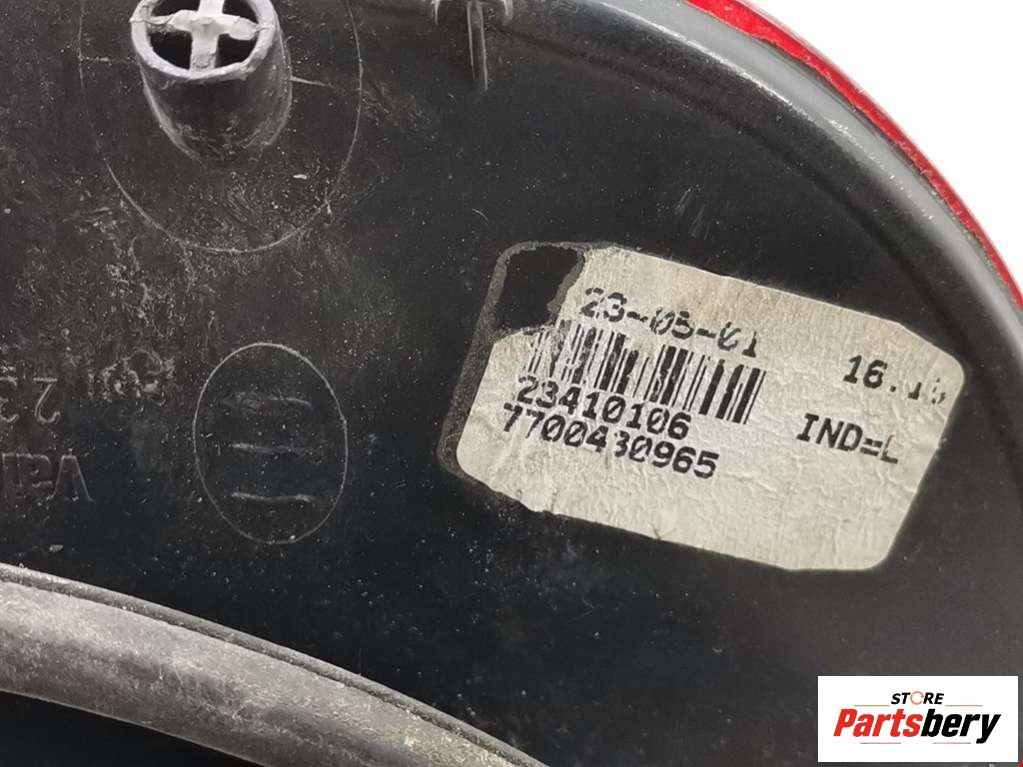 23-05-01
16.
23410106
IND=L
7700430965
STORE
Partsbery